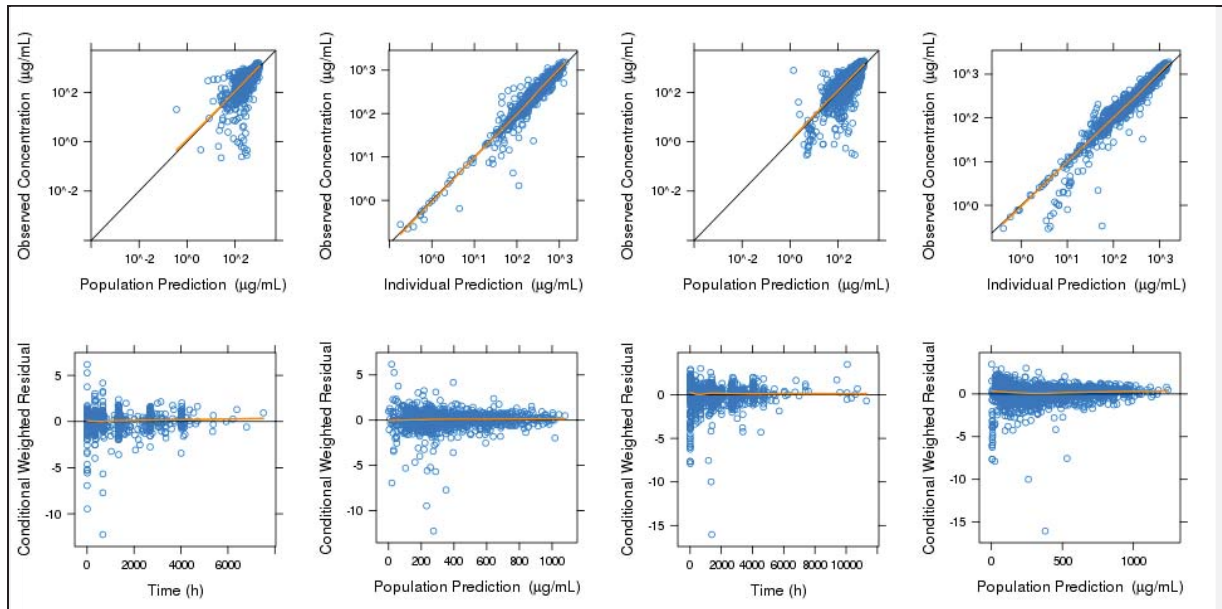 Observed Concentration (µg/mL)
10^2
10^0
10^-2
10^-2 10^0 10^2
Population Prediction (µg/mL)
Observed Concentration (µg/mL)
10^3
10^2
10^1
10^0
10^0 10^1 10^2 10^3
Individual Prediction (µg/mL)
Observed Concentration (µg/mL)
10^2
10^0
10^-2
10^-2 10^0 10^2
Population Prediction (µg/mL)
Observed Concentration (µg/mL)
10^3
10^2
10^1
10^0
10^0 10^1 10^2 10^3
Individual Prediction (µg/mL)
Conditional Weighted Residual
5
0
-5
-10
0 2000 4000 6000
Time (h)
Conditional Weighted Residual
5
0
-5
-10
0 200 400 600 800 1000
Population Prediction (µg/mL)
Conditional Weighted Residual
5
0
-5
-10
-15
0 2000 4000 6000 8000 10000
Time (h)
Conditional Weighted Residual
5
0
-5
-10
-15
0 500 1000
Population Prediction (µg/mL)